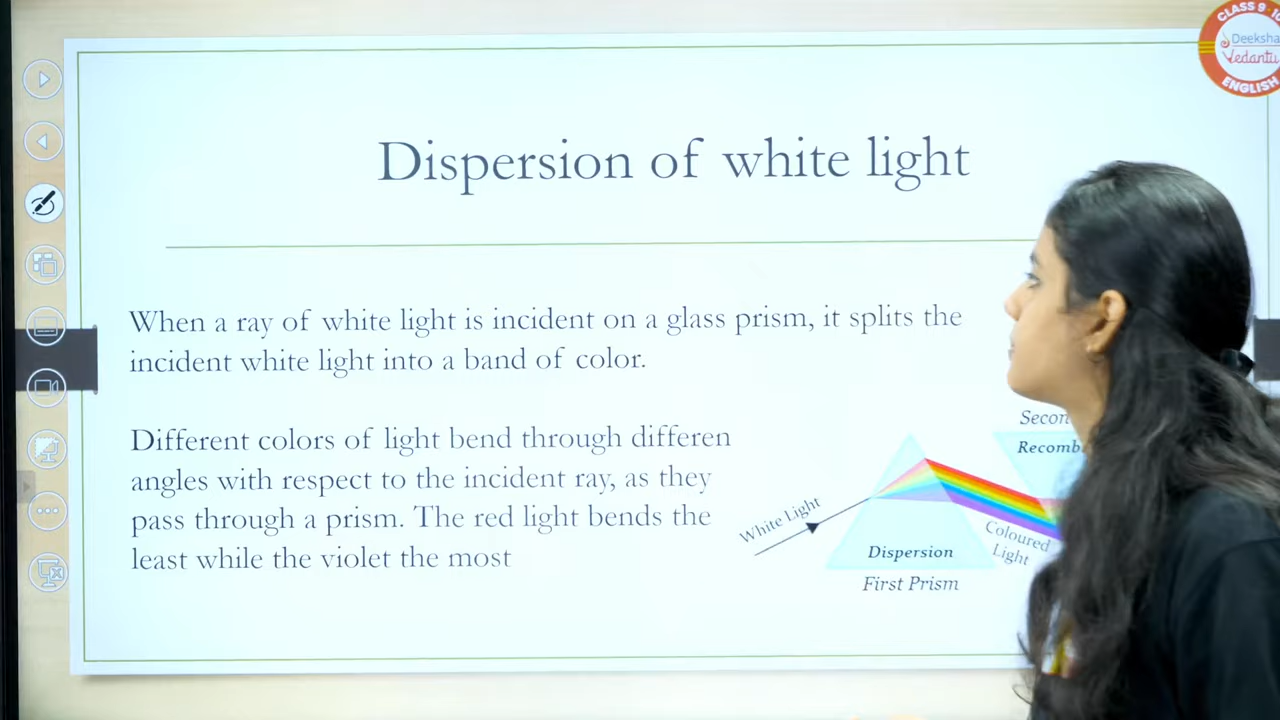 CLASS 9-10
Deeksha
Vedantu
ENGLISH
Dispersion of white light
When a ray of white light is incident on a glass prism, it splits the
incident white light into a band of color.
Different colors of light bend through differen
angles with respect to the incident ray, as they
pass through a prism. The red light bends the
least while the violet the most
Secon
Recomb
White Light
Coloured
Light
Dispersion
First Prism